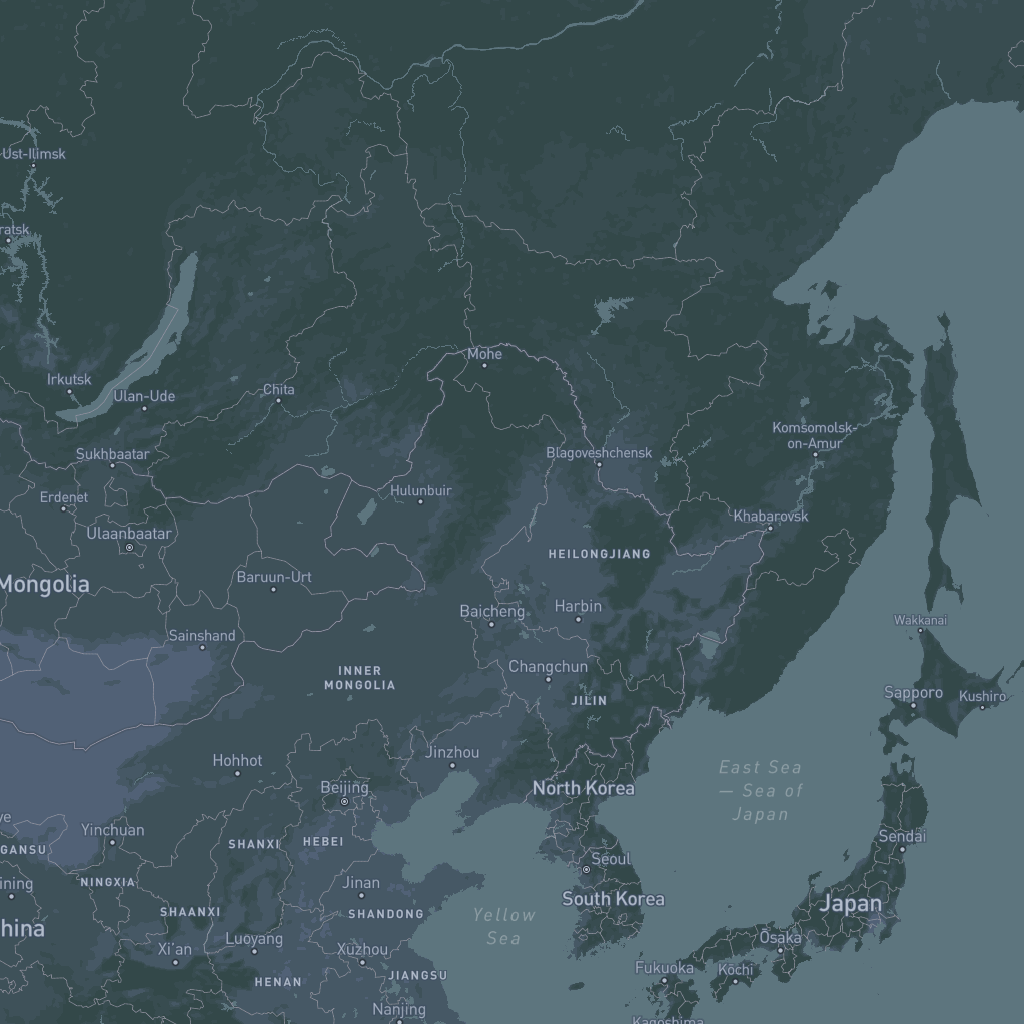 Ust-Ilimsk
ratsk
Mohe
Irkutsk
Chita
Ulan-Ude
Komsomolsk-
on-Amur
Sukhbaatar
Blagoveshchensk
Hulunbuir
Erdenet
Khabarovsk
Ulaanbaatar
HEILONGJIANG
Mongolia
Baruun-Urt
Baicheng
Harbin
Wakkanai
Sainshand
Changchun
INNER
MONGOLIA
JILIN
Sapporo
Kushiro
Jinzhou
Hohhot
East Sea
— Sea of
Japan
Beijing
North Korea
ve
Yinchuan
Sendai
SHANXI
HEBEI
GANSU
Seoul
NINGXIA
Jinan
ining
South Korea
Japan
SHAANXI
SHANDONG
Yellow
Sea
hina
Luoyang
Ōsaka
Xi'an
Xuzhou
Fukuoka
Kōchi
JIANGSU
HENAN
Nanjing
Kagoshima